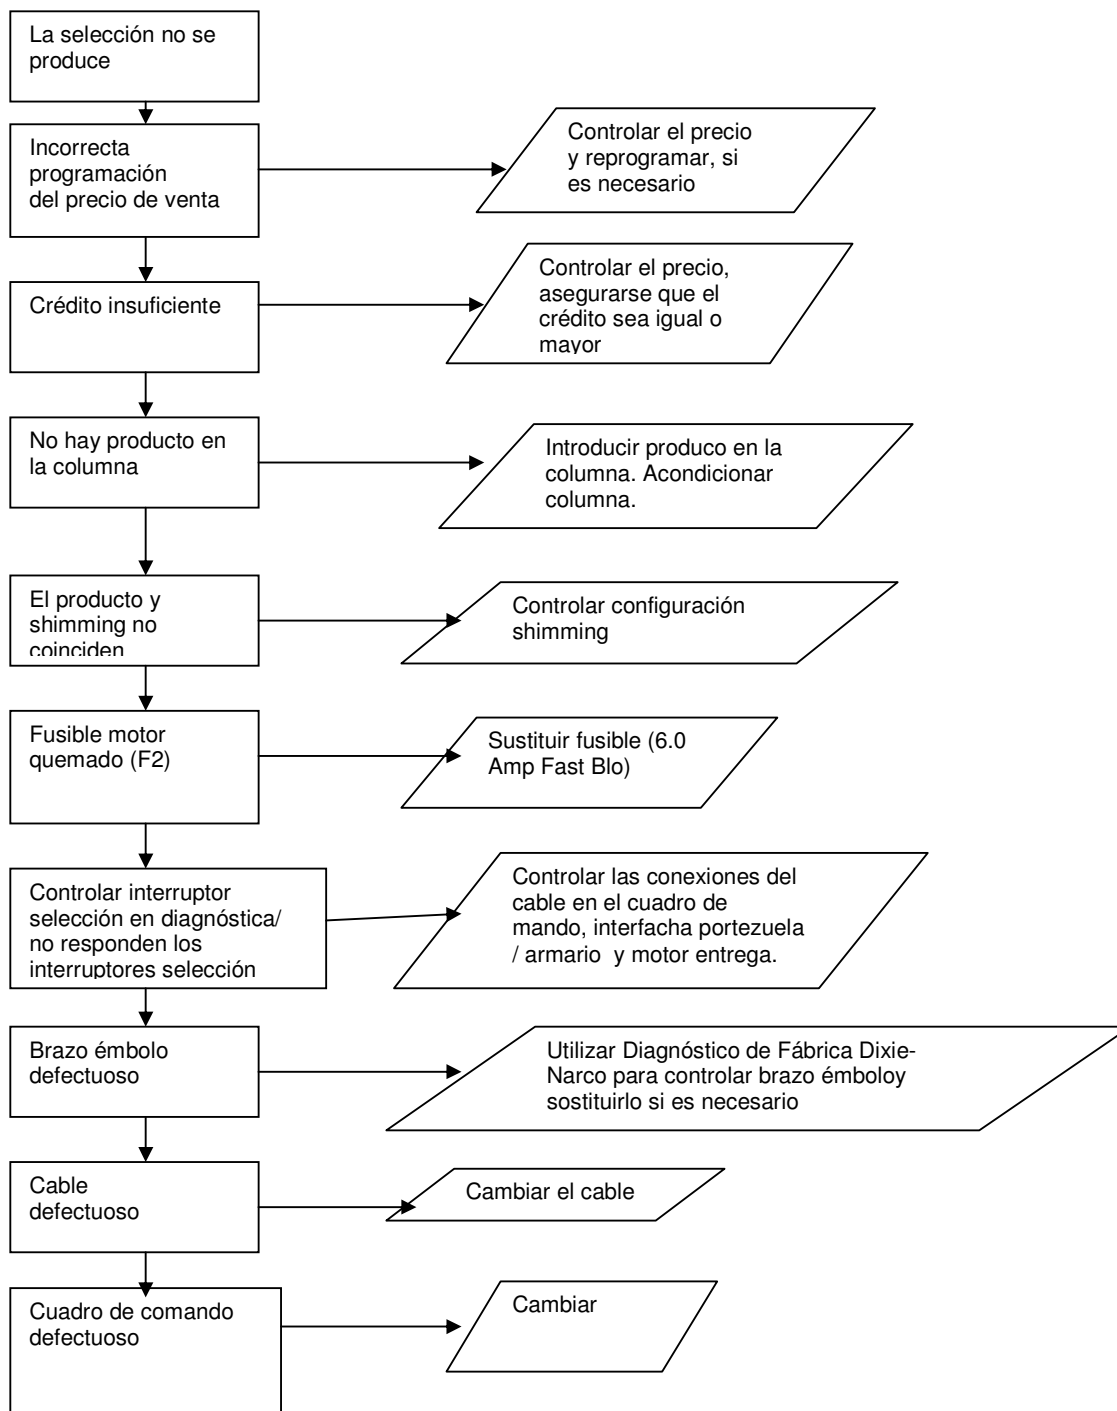 La selección no se
produce
Incorrecta
programación
del precio de venta
Controlar el precio
y reprogramar, si
es necesario
Crédito insuficiente
Controlar el precio,
asegurarse que el
crédito sea igual o
mayor
No hay producto en
la columna
Introducir produco en la
columna. Acondicionar
columna.
El producto y
shimming no
coinciden
Controlar configuración
shimming
Fusible motor
quemado (F2)
Sustituir fusible (6.0
Amp Fast Blo)
Controlar interruptor
selección en diagnóstica/
no responden los
interruptores selección
Controlar las conexiones del
cable en el cuadro de
mando, interfacha portezuela
/ armario y motor entrega.
Brazo émbolo
defectuoso
Utilizar Diagnóstico de Fábrica Dixie-
Narco para controlar brazo émboloy
sostituirlo si es necesario
Cable
defectuoso
Cambiar el cable
Cuadro de comando
defectuoso
Cambiar